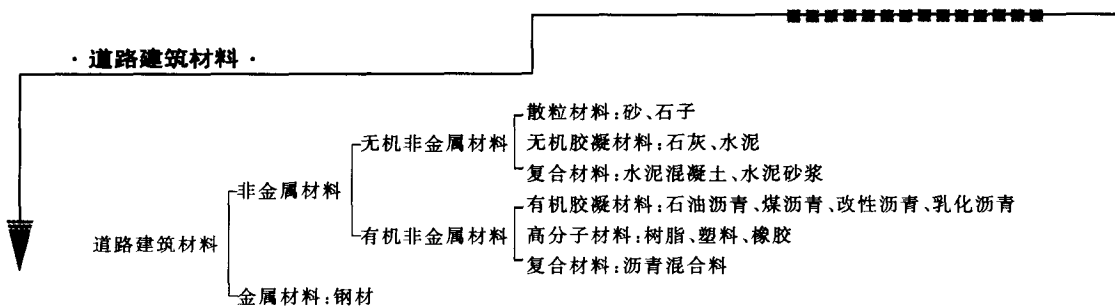 · 道路建筑材料 ·
散粒材料:砂、石子
无机非金属材料
无机胶凝材料:石灰、水泥
复合材料:水泥混凝土、水泥砂浆
非金属材料
有机胶凝材料:石油沥青、煤沥青、改性沥青、乳化沥青
有机非金属材料
高分子材料:树脂、塑料、橡胶
道路建筑材料
复合材料:沥青混合料
金属材料:钢材